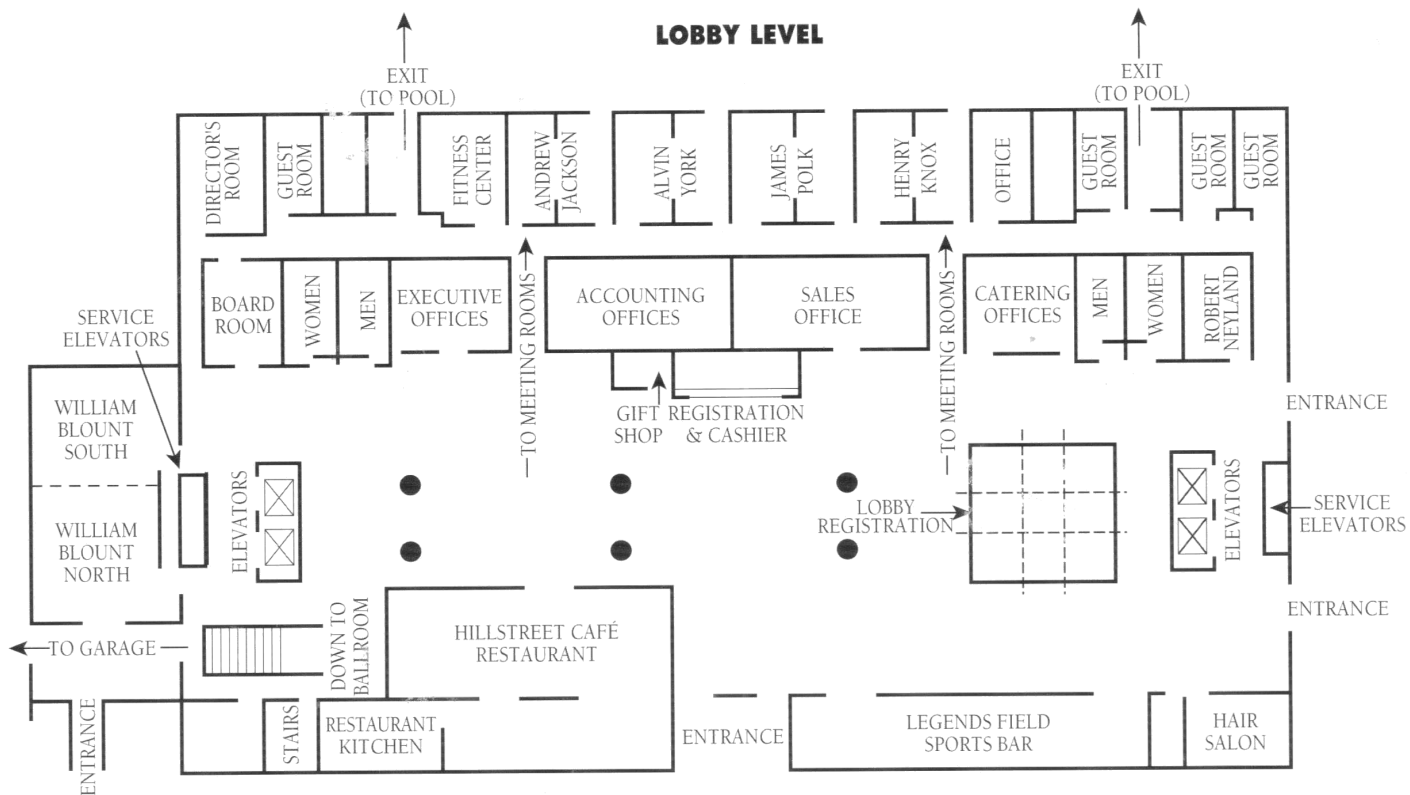 LOBBY LEVEL
EXIT
(TO POOL)
EXIT
(TO POOL)
DIRECTOR'S
ROOM
GUEST
ROOM
FITNESS
CENTER
ANDREW
JACKSON
ALVIN
YORK
JAMES
POLK
HENRY
KNOX
OFFICE
GUEST
ROOM
GUEST
ROOM
GUEST
ROOM
SERVICE
ELEVATORS
BOARD
ROOM
WOMEN
MEN
EXECUTIVE
OFFICES
TO MEETING ROOMS
ACCOUNTING
OFFICES
SALES
OFFICE
TO MEETING ROOMS
CATERING
OFFICES
MEN
WOMEN
ROBERT
NEYLAND
GIFT
SHOP
REGISTRATION
& CASHIER
ENTRANCE
WILLIAM
BLOUNT
SOUTH
WILLIAM
BLOUNT
NORTH
ELEVATORS
LOBBY
REGISTRATION
ELEVATORS
SERVICE
ELEVATORS
ENTRANCE
TO GARAGE
DOWN TO
BALLROOM
HILLSTREET CAFÉ
RESTAURANT
ENTRANCE
STAIRS
RESTAURANT
KITCHEN
ENTRANCE
LEGENDS FIELD
SPORTS BAR
HAIR
SALON